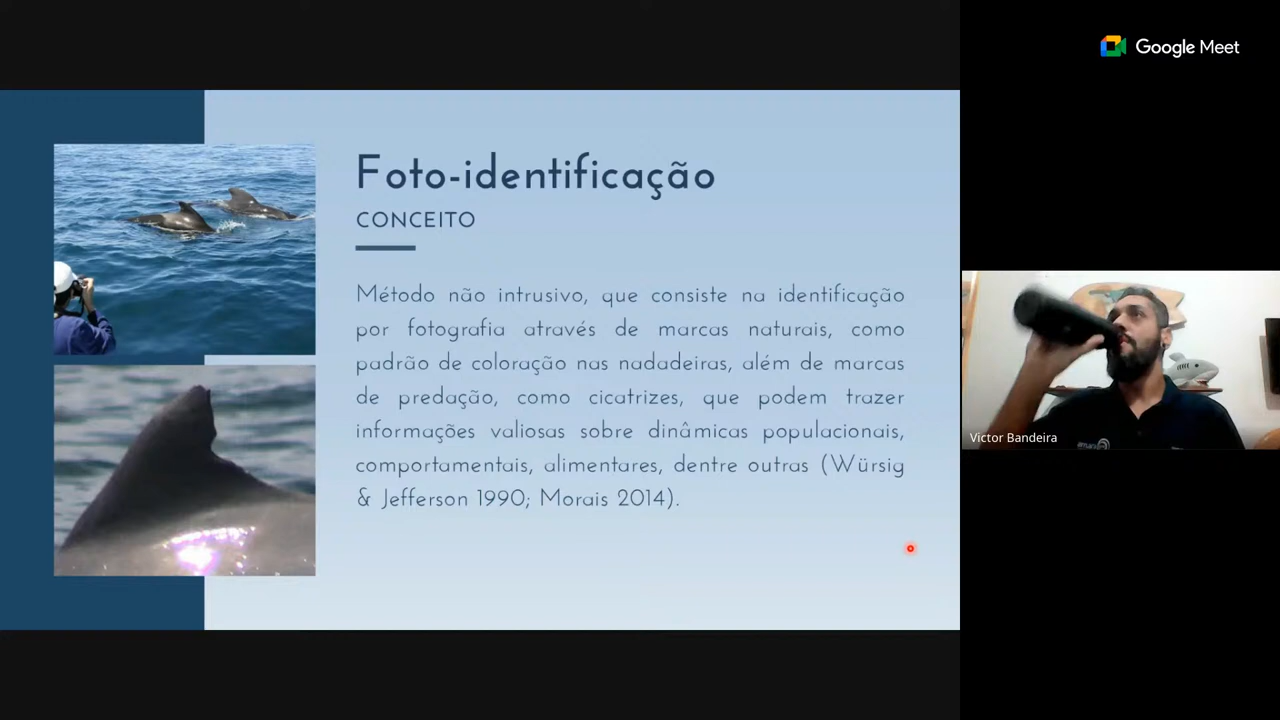 Google Meet
Foto-identificação
CONCEITO
Método não intrusivo, que consiste na identificação
por fotografia através de marcas naturais, como
padrão de coloração nas nadadeiras, além de marcas
de predação, como cicatrizes, que podem trazer
informações valiosas sobre dinâmicas populacionais,
comportamentais, alimentares, dentre outras (Würsig
& Jefferson 1990; Morais 2014).
Victor Bandeira